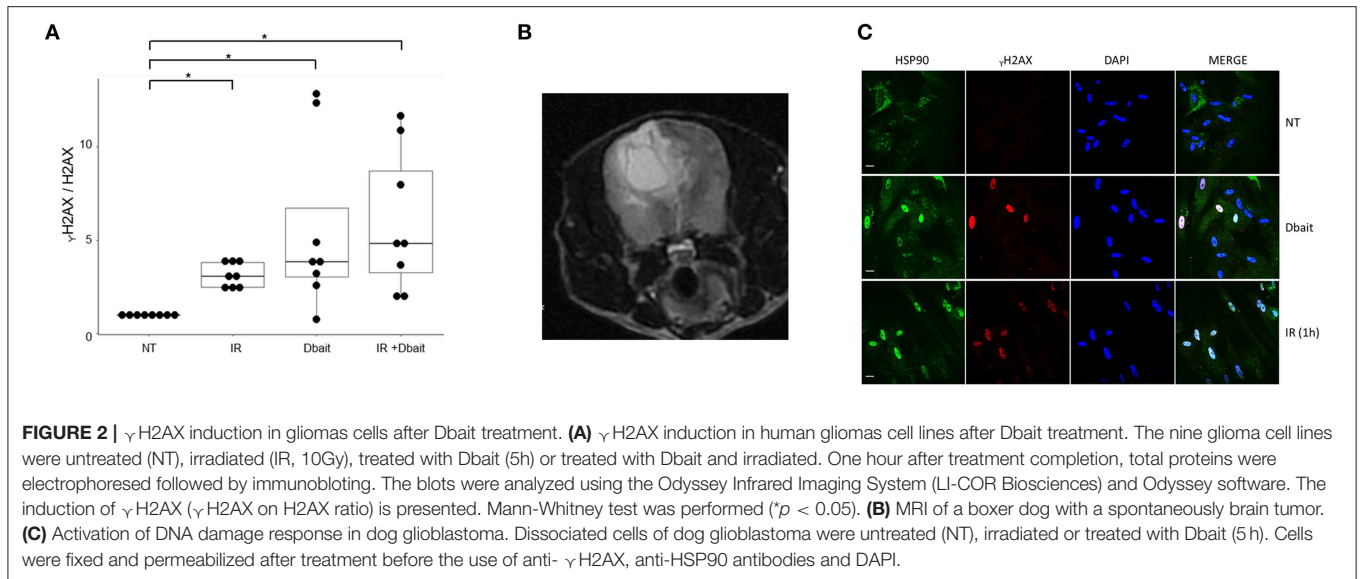 A
*
*
*
γH2AX / H2AX
10
5
0
NT IR Dbait IR +Dbait
B
C
HSP90 γH2AX DAPI MERGE
NT
Dbait
IR (1h)
FIGURE 2 | γH2AX induction in gliomas cells after Dbait treatment. (A) γH2AX induction in human gliomas cell lines after Dbait treatment. The nine glioma cell lines
were untreated (NT), irradiated (IR, 10Gy), treated with Dbait (5h) or treated with Dbait and irradiated. One hour after treatment completion, total proteins were
electrophoresed followed by immunobloting. The blots were analyzed using the Odyssey Infrared Imaging System (LI-COR Biosciences) and Odyssey software. The
induction of γH2AX (γH2AX on H2AX ratio) is presented. Mann-Whitney test was performed (*p < 0.05). (B) MRI of a boxer dog with a spontaneously brain tumor.
(C) Activation of DNA damage response in dog glioblastoma. Dissociated cells of dog glioblastoma were untreated (NT), irradiated or treated with Dbait (5 h). Cells
were fixed and permeabilized after treatment before the use of anti- γH2AX, anti-HSP90 antibodies and DAPI.